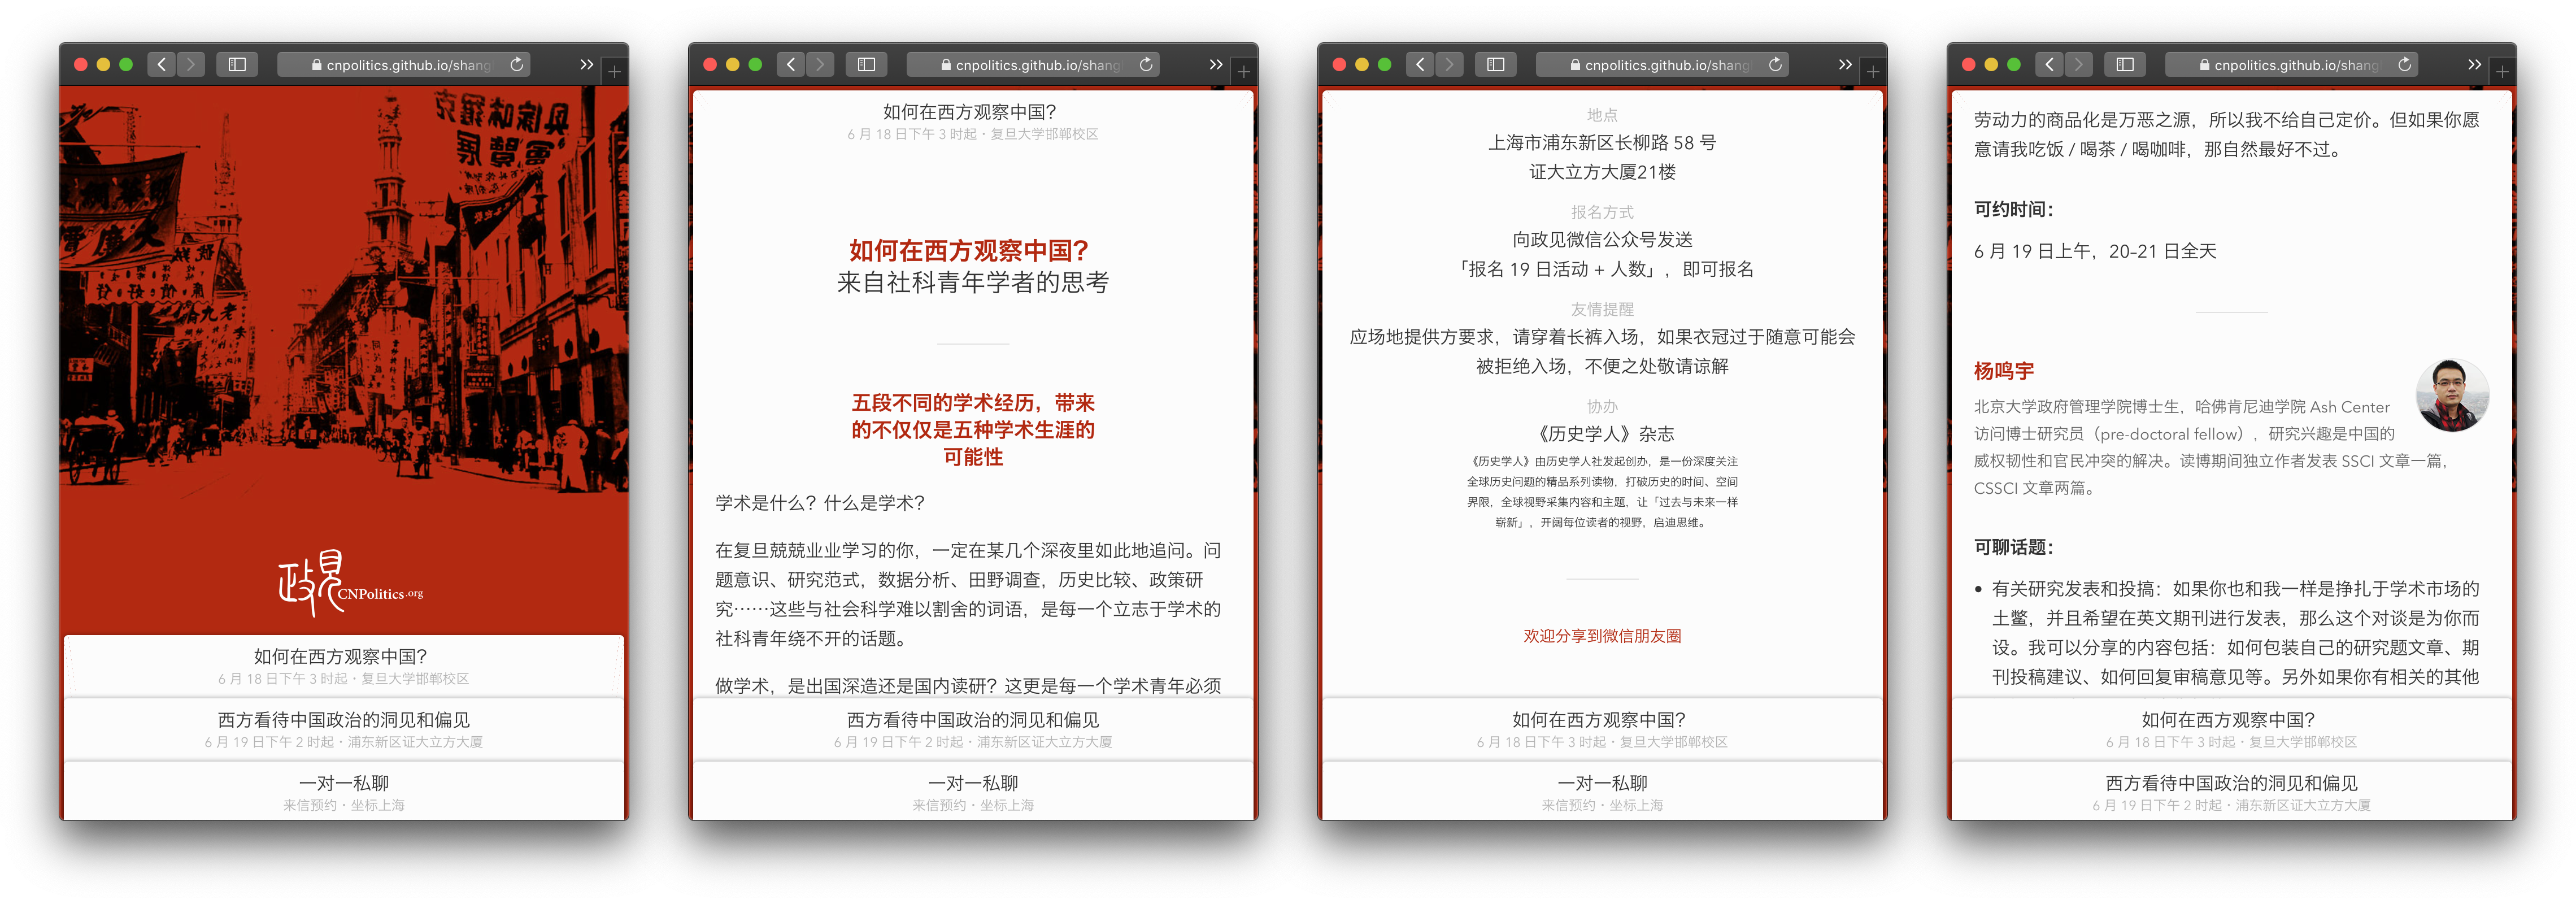 cnpolitics.github.io/shang
政見
CNPolitics.org
如何在西方观察中国？
6 月 18 日下午 3 时起・复旦大学邯郸校区
西方看待中国政治的洞见和偏见
6 月 19 日下午 2 时起・浦东新区证大立方大厦
一对一私聊
来信预约・坐标上海
cnpolitics.github.io/shang
如何在西方观察中国？
6 月 18 日下午 3 时起・复旦大学邯郸校区
如何在西方观察中国？
来自社科青年学者的思考
五段不同的学术经历，带来
的不仅仅是五种学术生涯的
可能性
学术是什么？什么是学术？
在复旦兢兢业业学习的你，一定在某几个深夜里如此地追问。问
题意识、研究范式，数据分析、田野调查，历史比较、政策研
究……这些与社会科学难以割舍的词语，是每一个立志于学术的
社科青年绕不开的话题。
做学术，是出国深造还是国内读研？这更是每一个学术青年必须
西方看待中国政治的洞见和偏见
6 月 19 日下午 2 时起・浦东新区证大立方大厦
一对一私聊
来信预约・坐标上海
cnpolitics.github.io/shang
地点
上海市浦东新区长柳路 58 号
证大立方大厦21楼
报名方式
向政见微信公众号发送
「报名 19 日活动 + 人数」，即可报名
友情提醒
应场地提供方要求，请穿着长裤入场，如果衣冠过于随意可能会
被拒绝入场，不便之处敬请谅解
协办
《历史学人》杂志
《历史学人》由历史学人社发起创办，是一份深度关注
全球历史问题的精品系列读物，打破历史的时间、空间
界限，全球视野采集内容和主题，让「过去与未来一样
崭新」，开阔每位读者的视野，启迪思维。
欢迎分享到微信朋友圈
如何在西方观察中国？
6 月 18 日下午 3 时起・复旦大学邯郸校区
一对一私聊
来信预约・坐标上海
cnpolitics.github.io/shang
劳动力的商品化是万恶之源，所以我不给自己定价。但如果你愿
意请我吃饭 / 喝茶 / 喝咖啡，那自然最好不过。
可约时间：
6 月 19 日上午，20–21 日全天
杨鸣宇
北京大学政府管理学院博士生，哈佛肯尼迪学院 Ash Center
访问博士研究员（pre-doctoral fellow），研究兴趣是中国的
威权韧性和官民冲突的解决。读博期间独立作者发表 SSCI 文章一篇，
CSSCI 文章两篇。
可聊话题：
• 有关研究发表和投搞：如果你也和我一样是挣扎于学术市场的
土鳖，并且希望在英文期刊进行发表，那么这个对谈是为你而
设。我可以分享的内容包括：如何包装自己的研究题文章、期
刊投稿建议、如何回复审稿意见等。另外如果你有相关的其他
如何在西方观察中国？
6 月 18 日下午 3 时起・复旦大学邯郸校区
西方看待中国政治的洞见和偏见
6 月 19 日下午 2 时起・浦东新区证大立方大厦